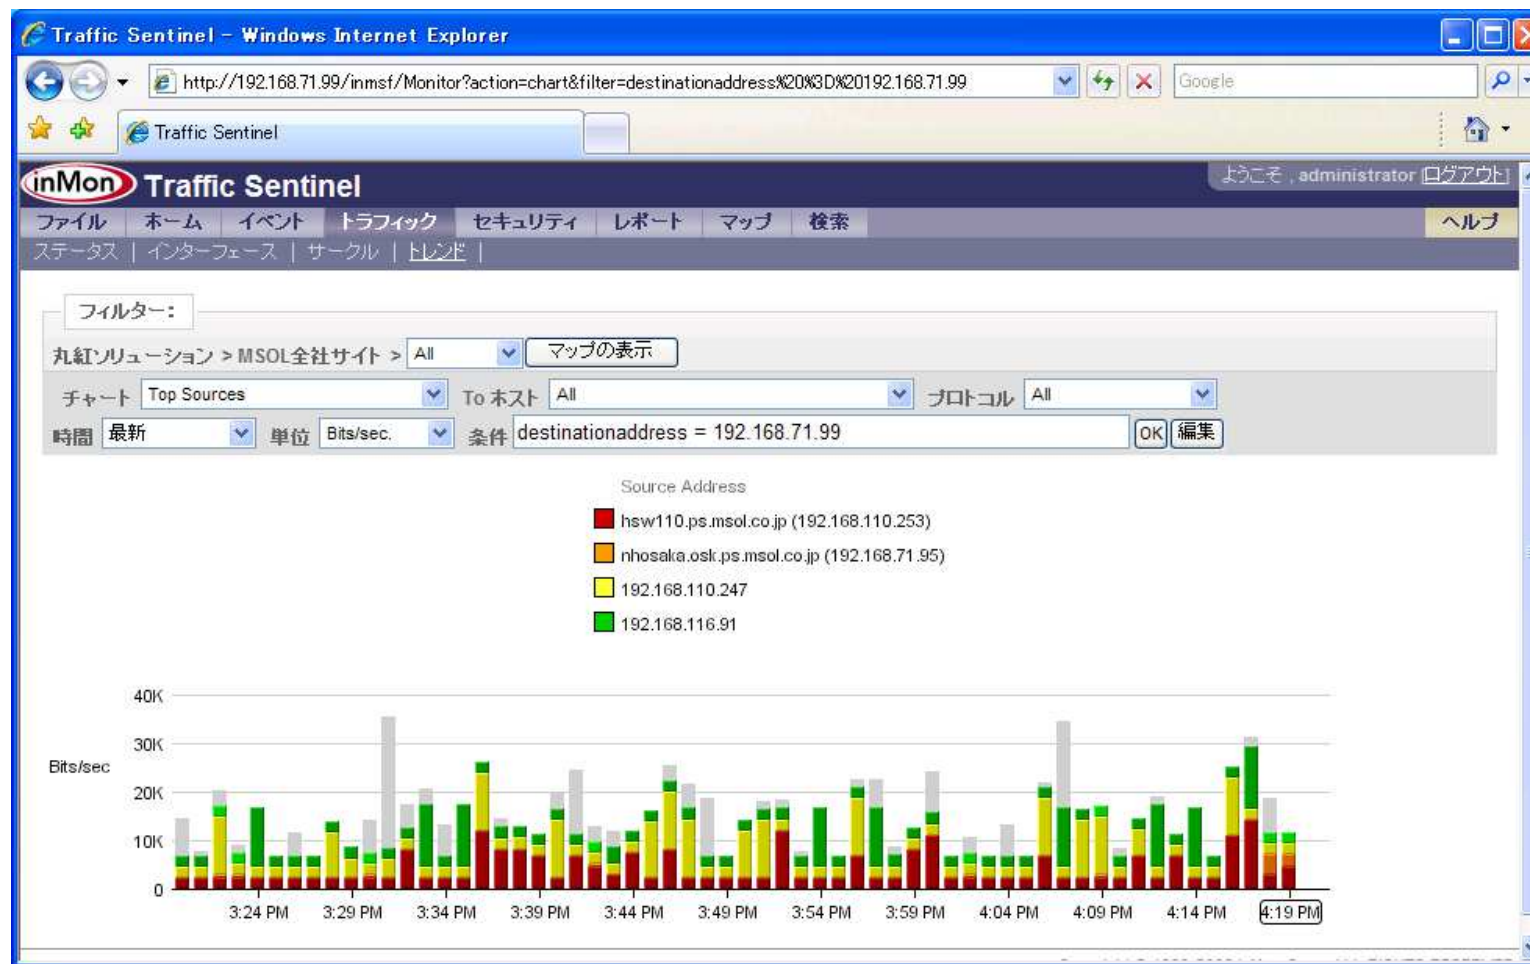 Traffic Sentinel - Windows Internet Explorer
http://192.168.71.99/inmsf/Monitor?action=chart&filter=destinationaddress%20%3D%20192.168.71.99
Google
Traffic Sentinel
inMon Traffic Sentinel
ようこそ , administrator [ログアウト]
ファイル ホーム イベント トラフィック セキュリティ レポート マップ 検索 ヘルプ
ステータス | インターフェース | サークル | トレンド |
フィルター:
丸紅ソリューション > MSOL全社サイト > All マップの表示
チャート Top Sources To ホスト All プロトコル All
時間 最新 単位 Bits/sec. 条件 destinationaddress = 192.168.71.99 OK 編集
Source Address
hsw110.ps.msol.co.jp (192.168.110.253)
nhosaka.osk.ps.msol.co.jp (192.168.71.95)
192.168.110.247
192.168.116.91
40K
30K
Bits/sec
20K
10K
0
3:24 PM 3:29 PM 3:34 PM 3:39 PM 3:44 PM 3:49 PM 3:54 PM 3:59 PM 4:04 PM 4:09 PM 4:14 PM 4:19 PM